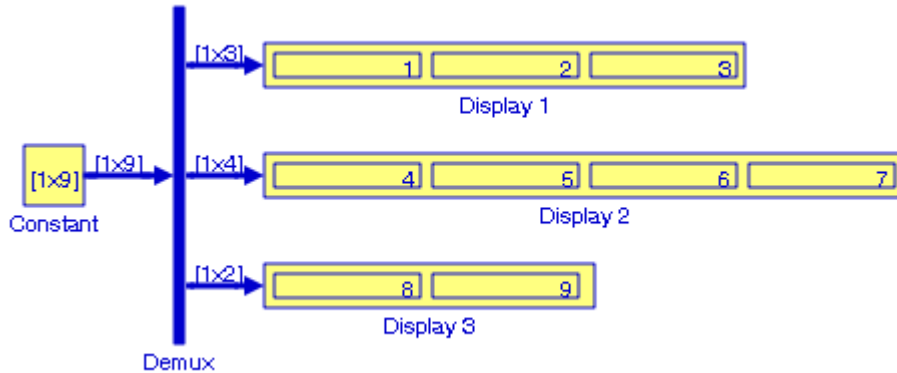 [1x3]
1 2 3
Display 1
[1x9]
[1x9]
Constant
[1x4]
4 5 6 7
Display 2
[1x2]
8 9
Display 3
Demux